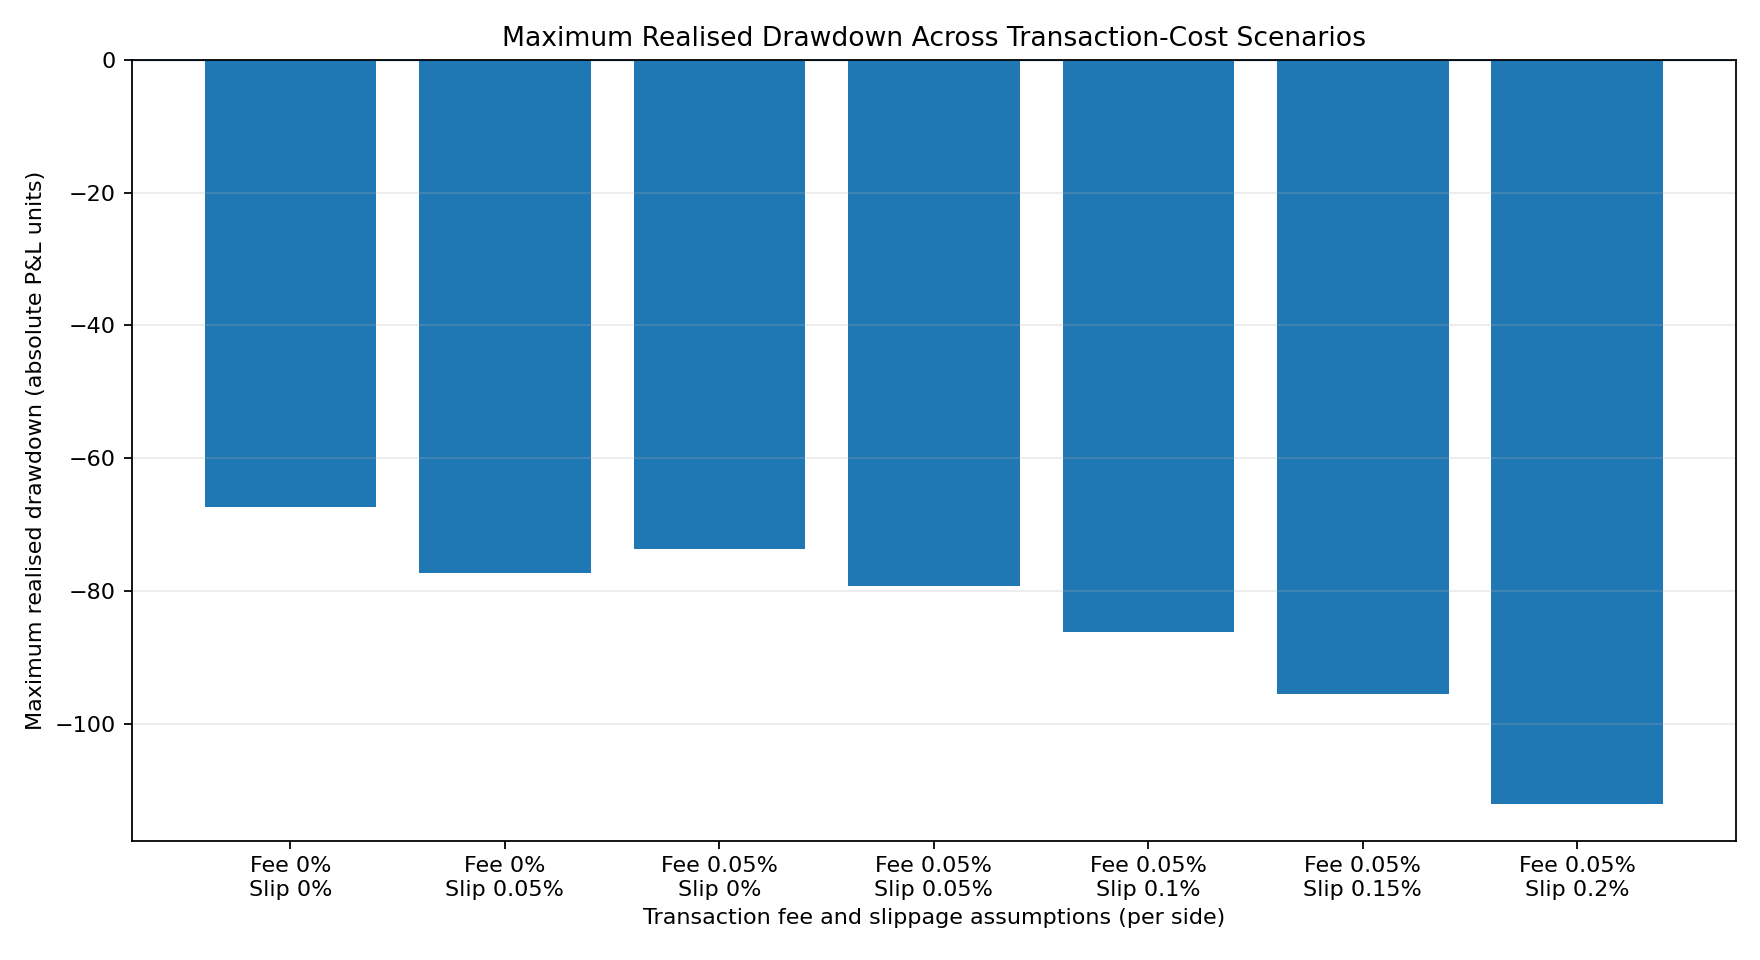 Maximum Realised Drawdown Across Transaction-Cost Scenarios
Maximum realised drawdown (absolute P&L units)
0
−20
−40
−60
−80
−100
Fee 0%
Slip 0%
Fee 0%
Slip 0.05%
Fee 0.05%
Slip 0%
Fee 0.05%
Slip 0.05%
Fee 0.05%
Slip 0.1%
Fee 0.05%
Slip 0.15%
Fee 0.05%
Slip 0.2%
Transaction fee and slippage assumptions (per side)